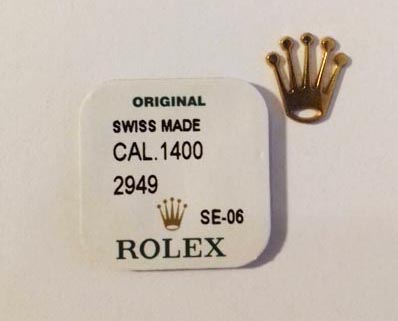 ORIGINAL
SWISS MADE
CAL.1400
2949
SE-06
ROLEX